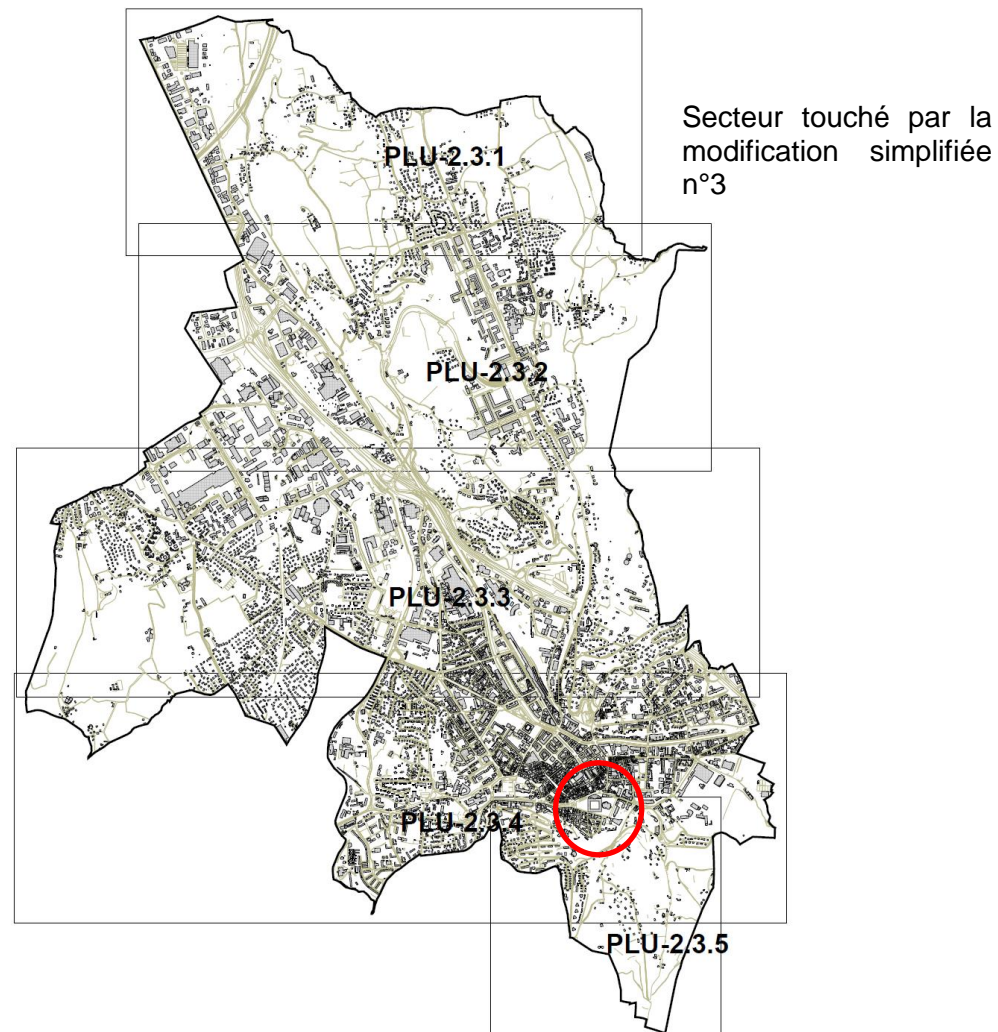 PLU-2.3.1
Secteur touché par la
modification simplifiée
n°3
PLU-2.3.2
PLU-2.3.3
PLU-2.3.4
PLU-2.3.5